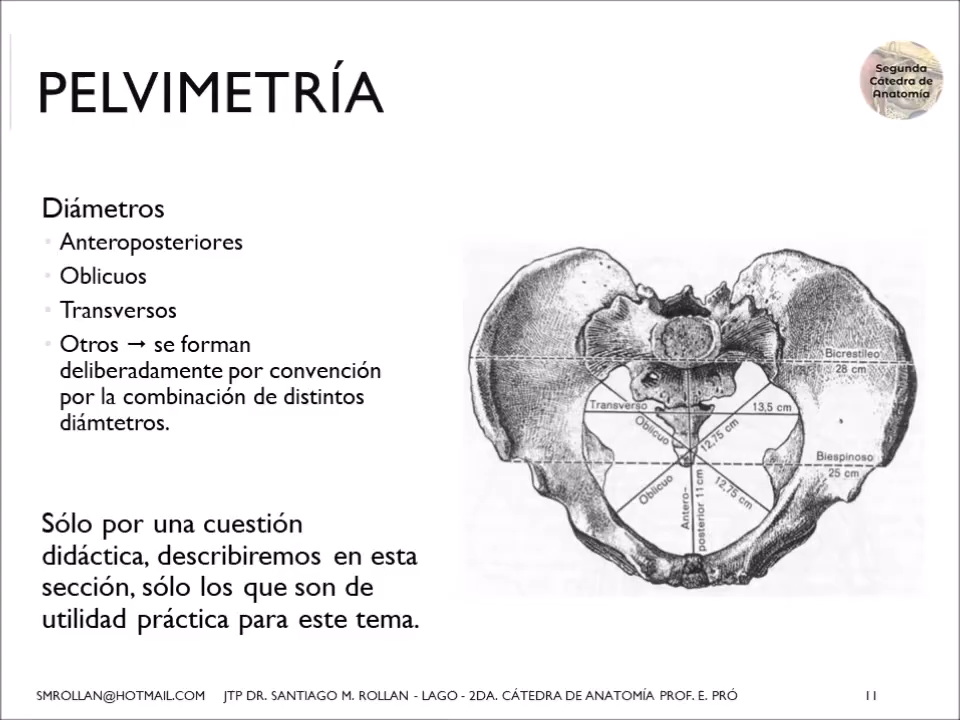 PELVIMETRÍA
Segunda
Cátedra de
Anatomía
Diámetros
Anteroposteriores
Oblicuos
Transversos
Otros → se forman
deliberadamente por convención
por la combinación de distintos
diámtetros.
Sólo por una cuestión
didáctica, describiremos en esta
sección, sólo los que son de
utilidad práctica para este tema.
Bicrestíleo
28 cm
Transverso
13,5 cm
Oblicuo
12,75 cm
Biespinoso
25 cm
Oblicuo
12,75 cm
Antero-
posterior 11 cm
SMROLLAN@HOTMAIL.COM JTP DR. SANTIAGO M. ROLLAN - LAGO - 2DA. CÁTEDRA DE ANATOMÍA PROF. E. PRÓ 11